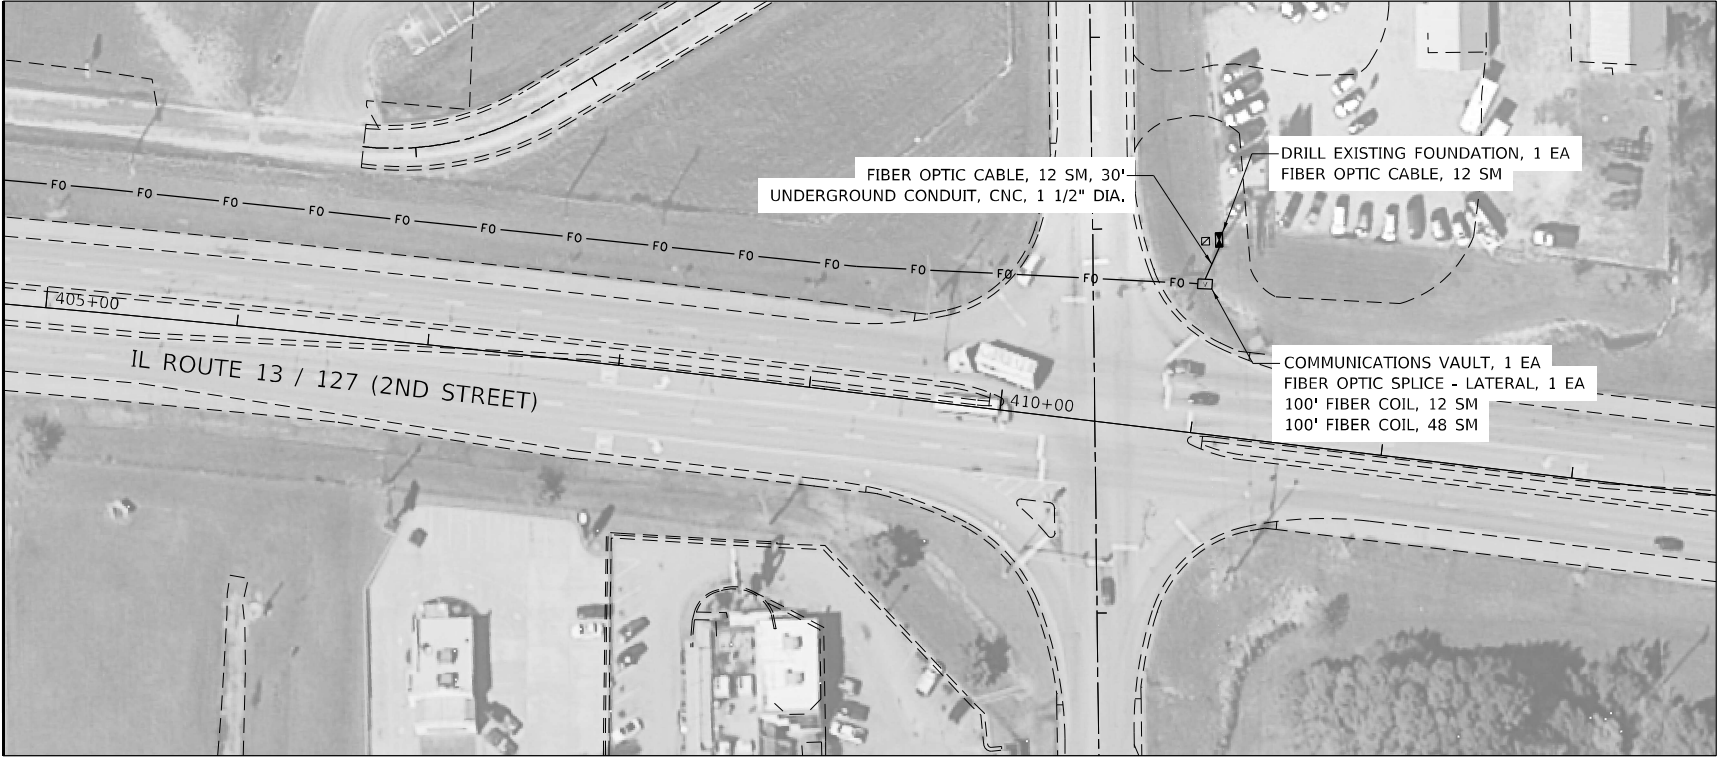 DRILL EXISTING FOUNDATION, 1 EA
FIBER OPTIC CABLE, 12 SM
FIBER OPTIC CABLE, 12 SM, 30'
UNDERGROUND CONDUIT, CNC, 1 1/2" DIA.
FO FO FO FO FO FO FO FO FO FO FO FO FO FO
405+00
IL ROUTE 13 / 127 (2ND STREET)
410+00
COMMUNICATIONS VAULT, 1 EA
FIBER OPTIC SPLICE - LATERAL, 1 EA
100' FIBER COIL, 12 SM
100' FIBER COIL, 48 SM